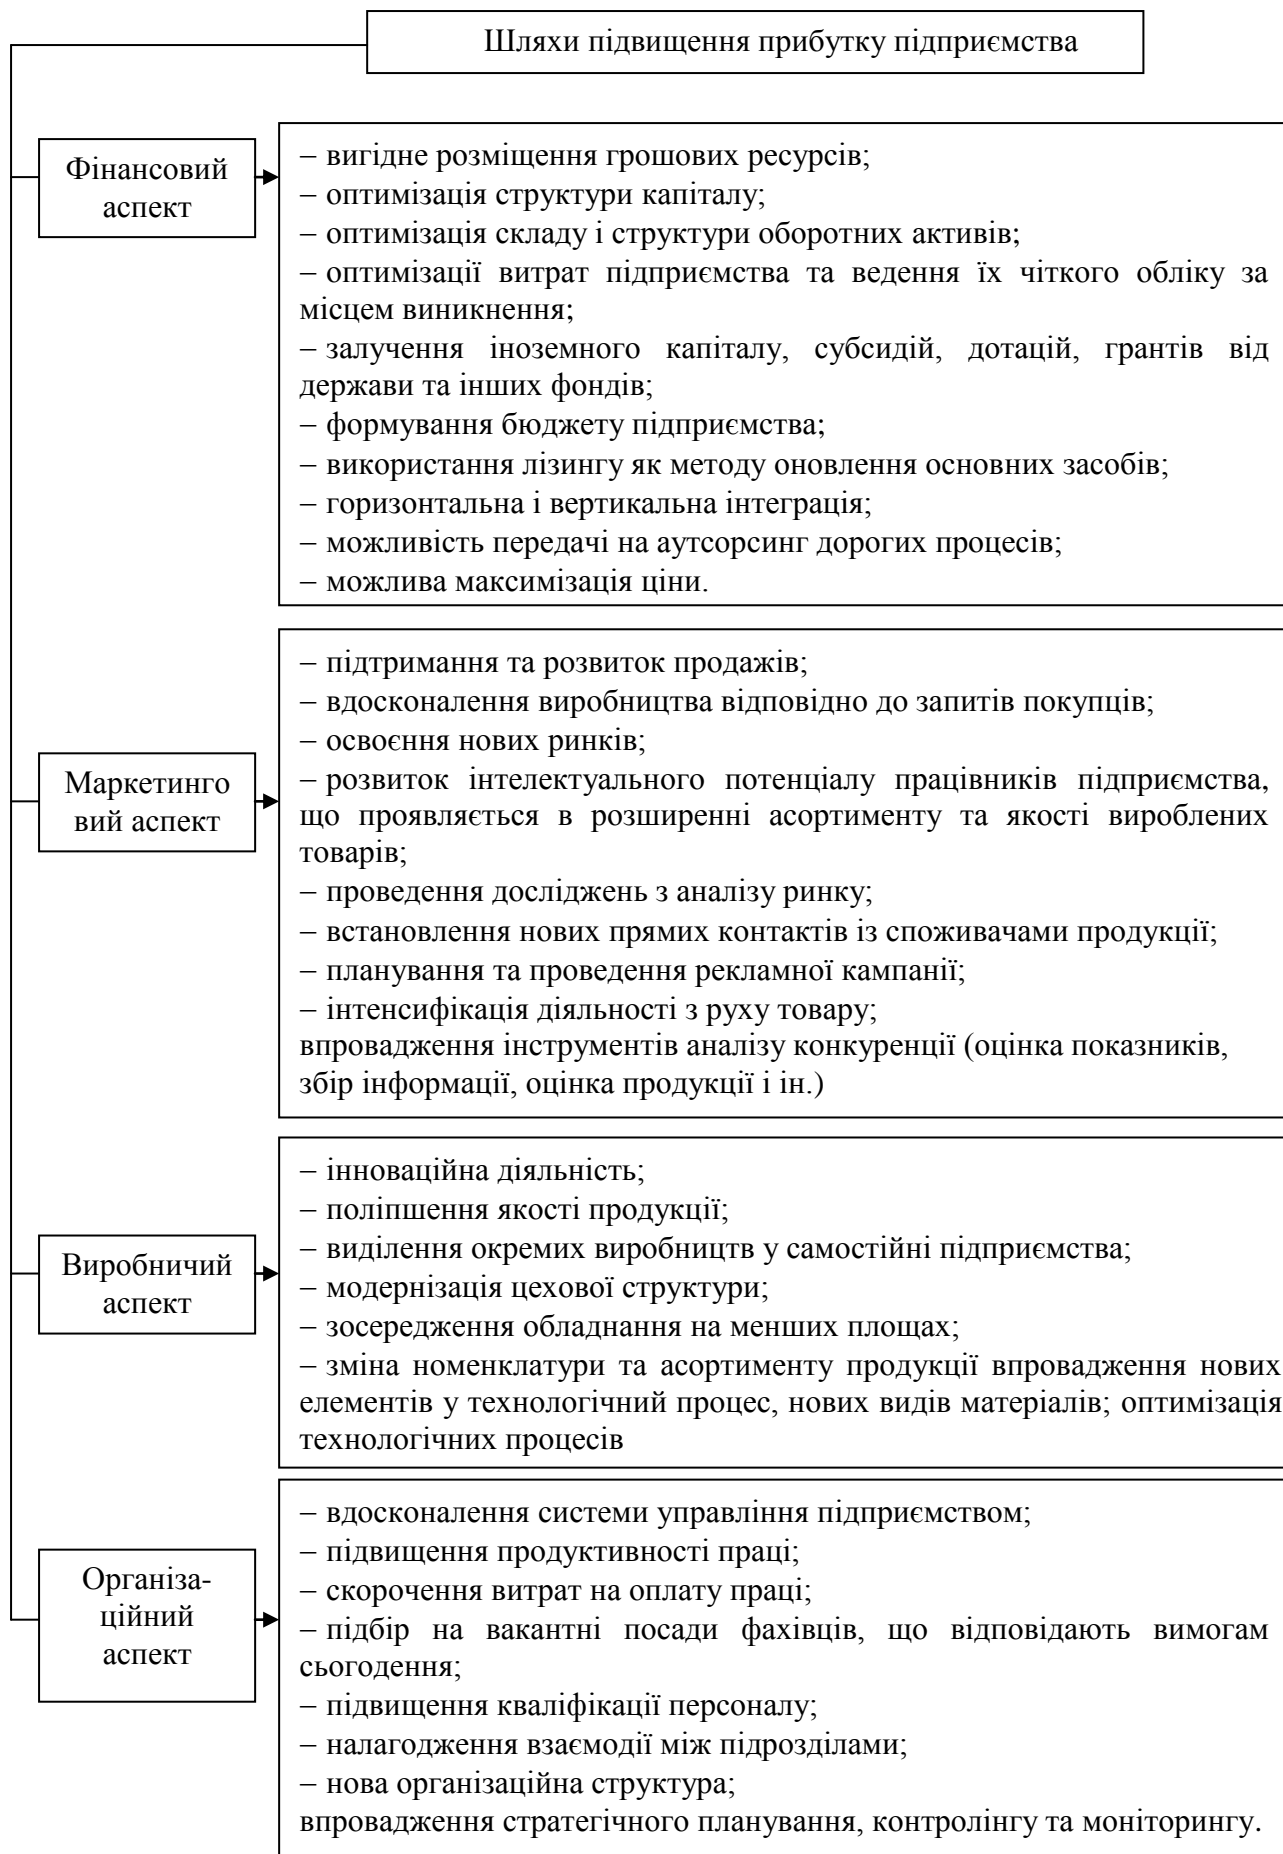 Шляхи підвищення прибутку підприємства
Фінансовий
аспект
– вигідне розміщення грошових ресурсів;
– оптимізація структури капіталу;
– оптимізація складу і структури оборотних активів;
– оптимізації витрат підприємства та ведення їх чіткого обліку за
місцем виникнення;
– залучення іноземного капіталу, субсидій, дотацій, грантів від
держави та інших фондів;
– формування бюджету підприємства;
– використання лізингу як методу оновлення основних засобів;
– горизонтальна і вертикальна інтеграція;
– можливість передачі на аутсорсинг дорогих процесів;
– можлива максимізація ціни.
Маркетинго
вий аспект
– підтримання та розвиток продажів;
– вдосконалення виробництва відповідно до запитів покупців;
– освоєння нових ринків;
– розвиток інтелектуального потенціалу працівників підприємства,
що проявляється в розширенні асортименту та якості вироблених
товарів;
– проведення досліджень з аналізу ринку;
– встановлення нових прямих контактів із споживачами продукції;
– планування та проведення рекламної кампанії;
– інтенсифікація діяльності з руху товару;
впровадження інструментів аналізу конкуренції (оцінка показників,
збір інформації, оцінка продукції і ін.)
Виробничий
аспект
– інноваційна діяльність;
– поліпшення якості продукції;
– виділення окремих виробництв у самостійні підприємства;
– модернізація цехової структури;
– зосередження обладнання на менших площах;
– зміна номенклатури та асортименту продукції впровадження нових
елементів у технологічний процес, нових видів матеріалів; оптимізація
технологічних процесів
Організа-
ційний
аспект
– вдосконалення системи управління підприємством;
– підвищення продуктивності праці;
– скорочення витрат на оплату праці;
– підбір на вакантні посади фахівців, що відповідають вимогам
сьогодення;
– підвищення кваліфікації персоналу;
– налагодження взаємодії між підрозділами;
– нова організаційна структура;
впровадження стратегічного планування, контролінгу та моніторингу.